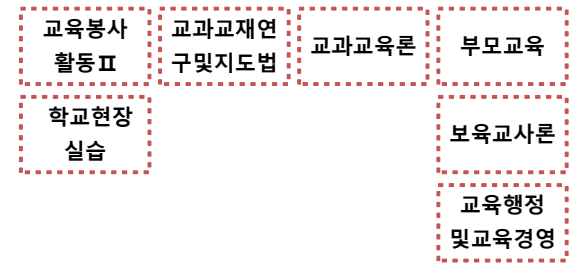 교육봉사
활동Ⅱ
교과교재연
구및지도법
교과교육론
부모교육
학교현장
실습
보육교사론
교육행정
및교육경영